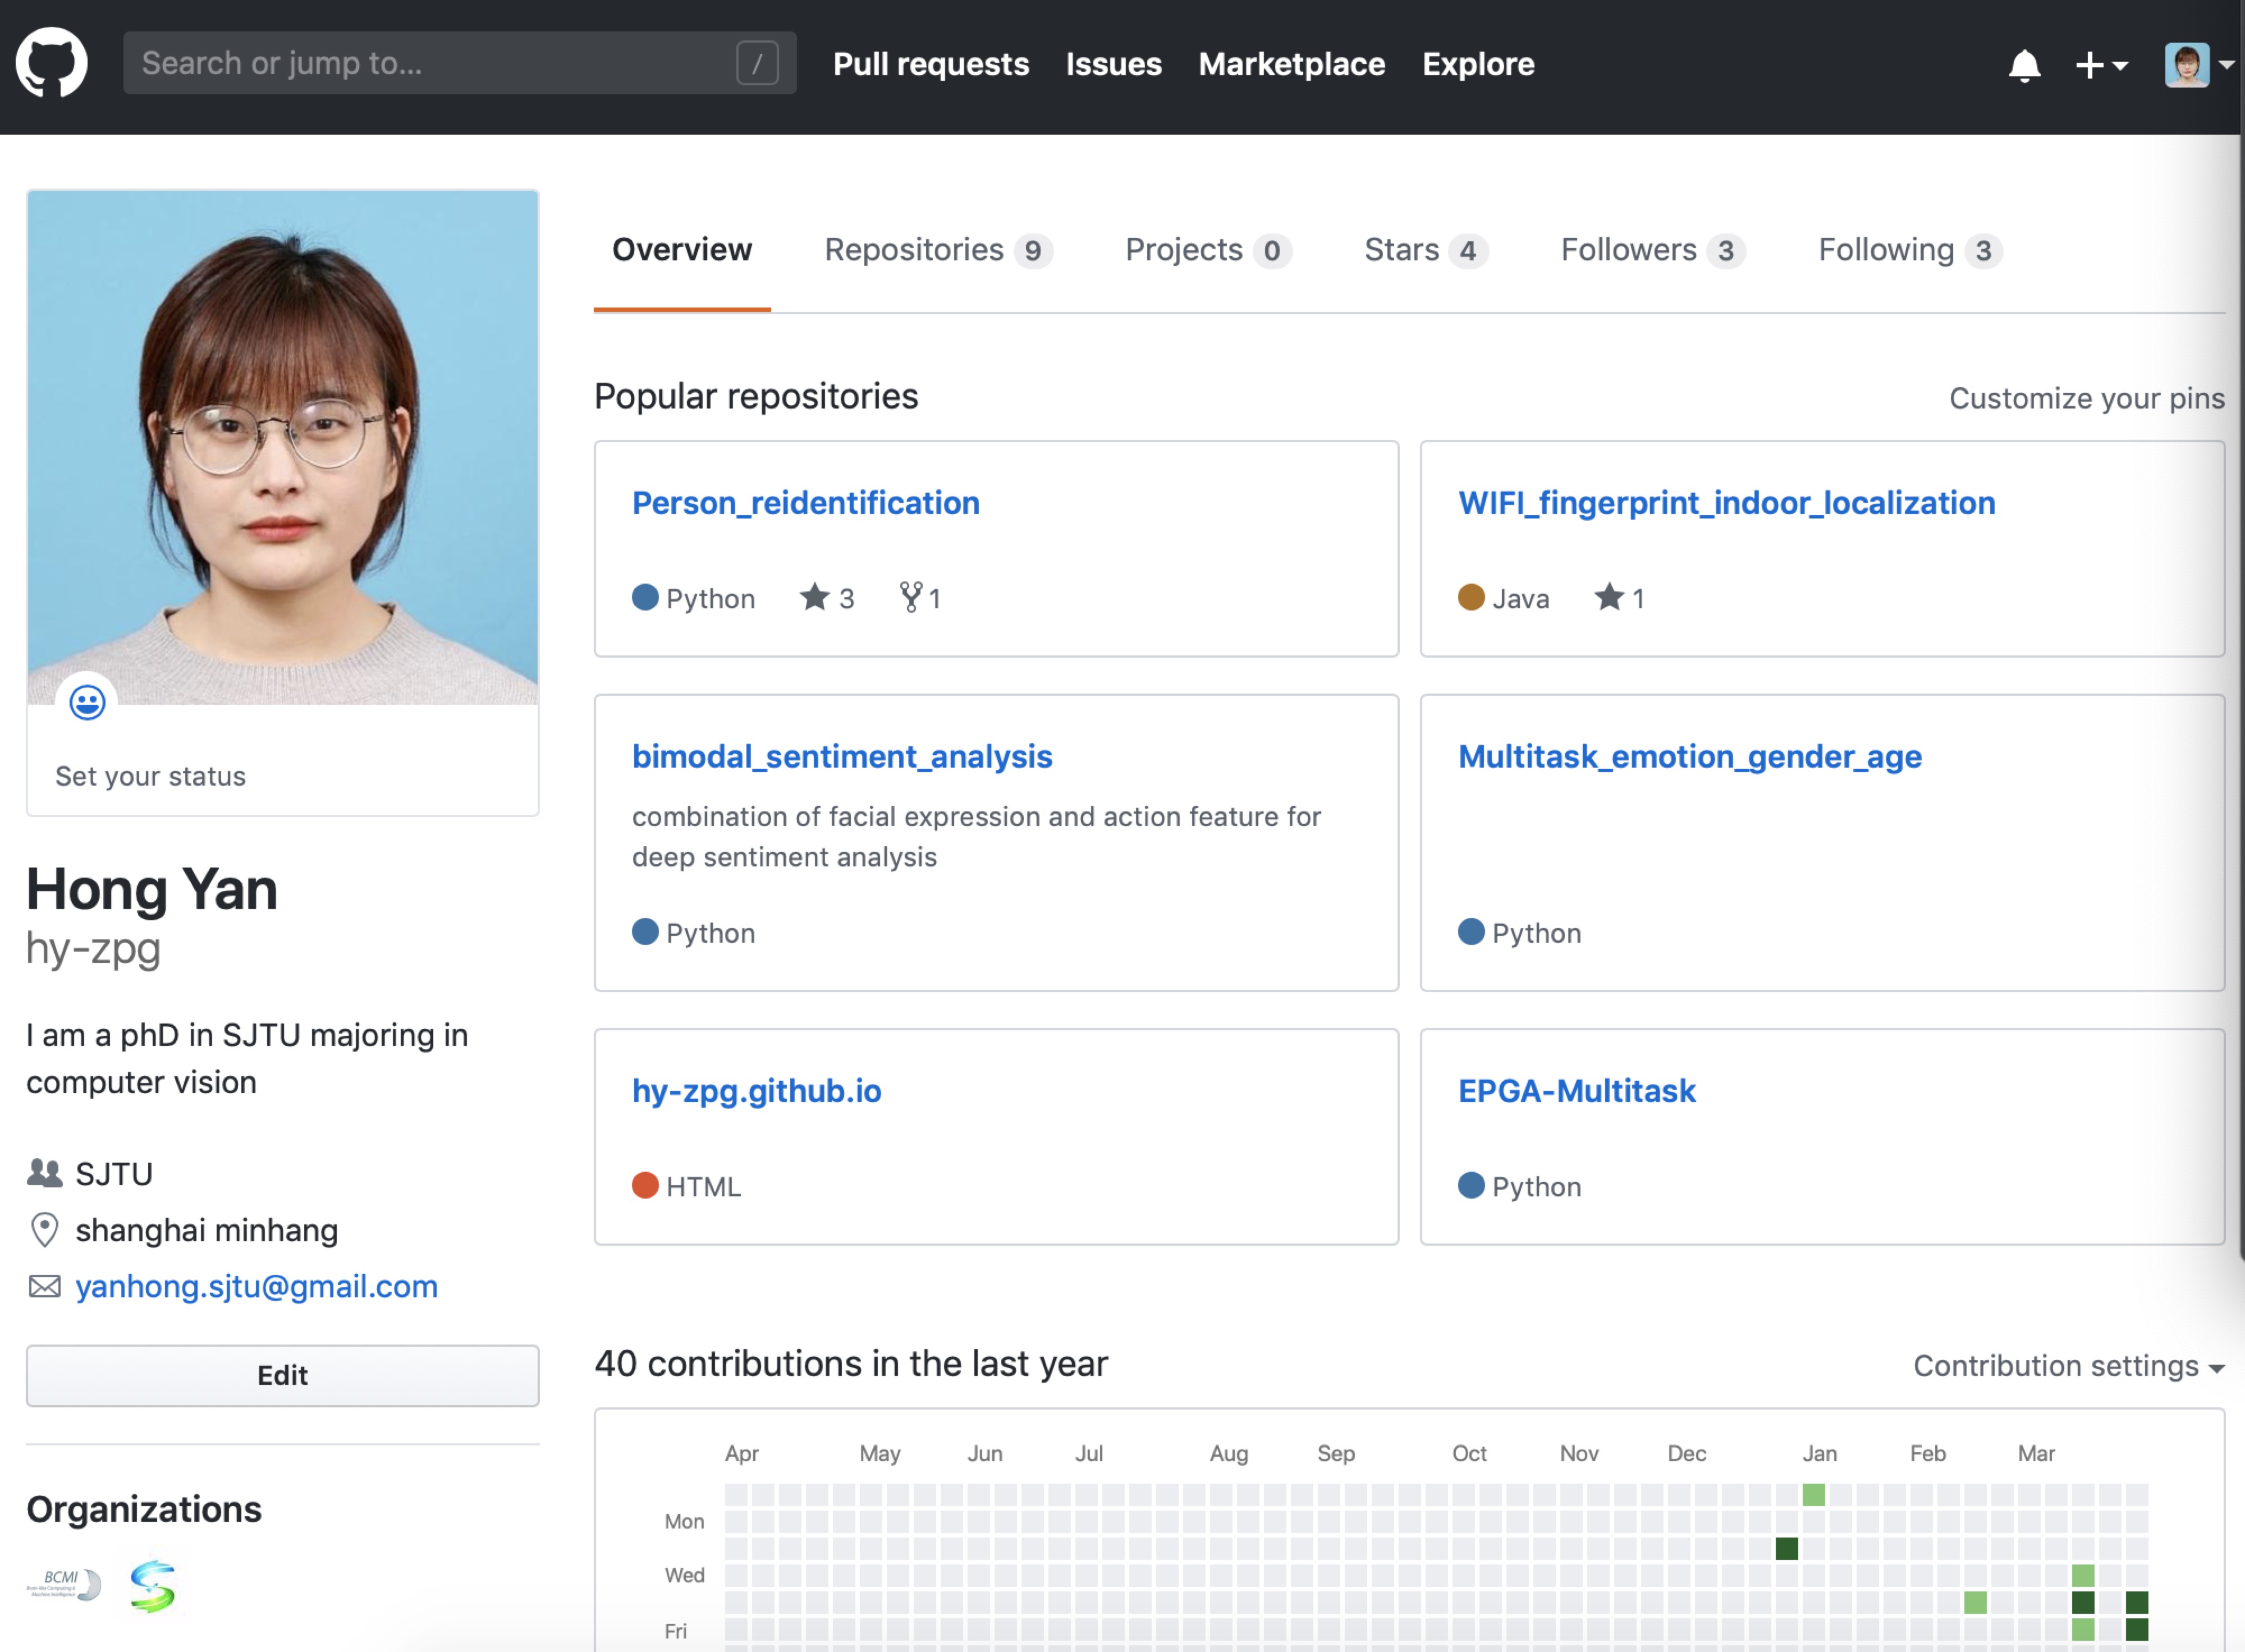 Search or jump to... /
Pull requests Issues Marketplace Explore
Overview Repositories 9 Projects 0 Stars 4 Followers 3 Following 3
Set your status
Hong Yan
hy-zpg
I am a phD in SJTU majoring in
computer vision
SJTU
shanghai minhang
yanhong.sjtu@gmail.com
Edit
Organizations
BCMI
Popular repositories
Customize your pins
Person_reidentification
Python 3 1
WIFI_fingerprint_indoor_localization
Java 1
bimodal_sentiment_analysis
combination of facial expression and action feature for
deep sentiment analysis
Python
Multitask_emotion_gender_age
Python
hy-zpg.github.io
HTML
EPGA-Multitask
Python
40 contributions in the last year
Contribution settings
Apr May Jun Jul Aug Sep Oct Nov Dec Jan Feb Mar
Mon
Wed
Fri